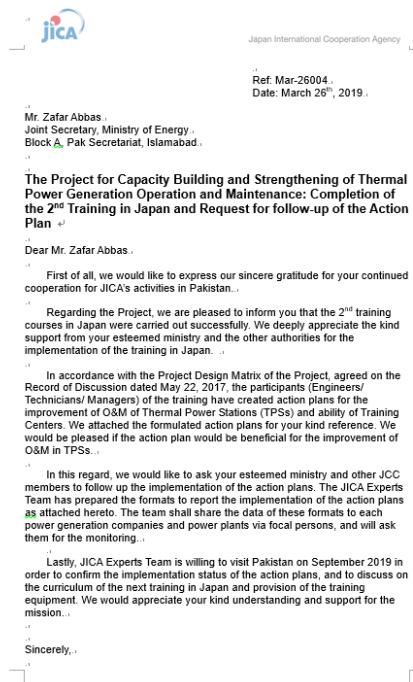 JICA
Japan International Cooperation Agency
Ref: Mar-26004
Date: March 26th, 2019.
Mr. Zafar Abbas
Joint Secretary, Ministry of Energy
Block A, Pak Secretariat, Islamabad.
The Project for Capacity Building and Strengthening of Thermal
Power Generation Operation and Maintenance: Completion of
the 2nd Training in Japan and Request for follow-up of the Action
Plan
Dear Mr. Zafar Abbas
First of all, we would like to express our sincere gratitude for your continued
cooperation for JICA's activities in Pakistan.
Regarding the Project, we are pleased to inform you that the 2nd training
courses in Japan were carried out successfully. We deeply appreciate the kind
support from your esteemed ministry and the other authorities for the
implementation of the training in Japan.
In accordance with the Project Design Matrix of the Project, agreed on the
Record of Discussion dated May 22, 2017, the participants (Engineers/
Technicians/ Managers) of the training have created action plans for the
improvement of O&M of Thermal Power Stations (TPSs) and ability of Training
Centers. We attached the formulated action plans for your kind reference. We
would be pleased if the action plan would be beneficial for the improvement of
O&M in TPSs.
In this regard, we would like to ask your esteemed ministry and other JCC
members to follow up the implementation of the action plans. The JICA Experts
Team has prepared the formats to report the implementation of the action plans
as attached hereto. The team shall share the data of these formats to each
power generation companies and power plants via focal persons, and will ask
them for the monitoring.
Lastly, JICA Experts Team is willing to visit Pakistan on September 2019 in
order to confirm the implementation status of the action plans, and to discuss on
the curriculum of the next training in Japan and provision of the training
equipment. We would appreciate your kind understanding and support for the
mission.
Sincerely,